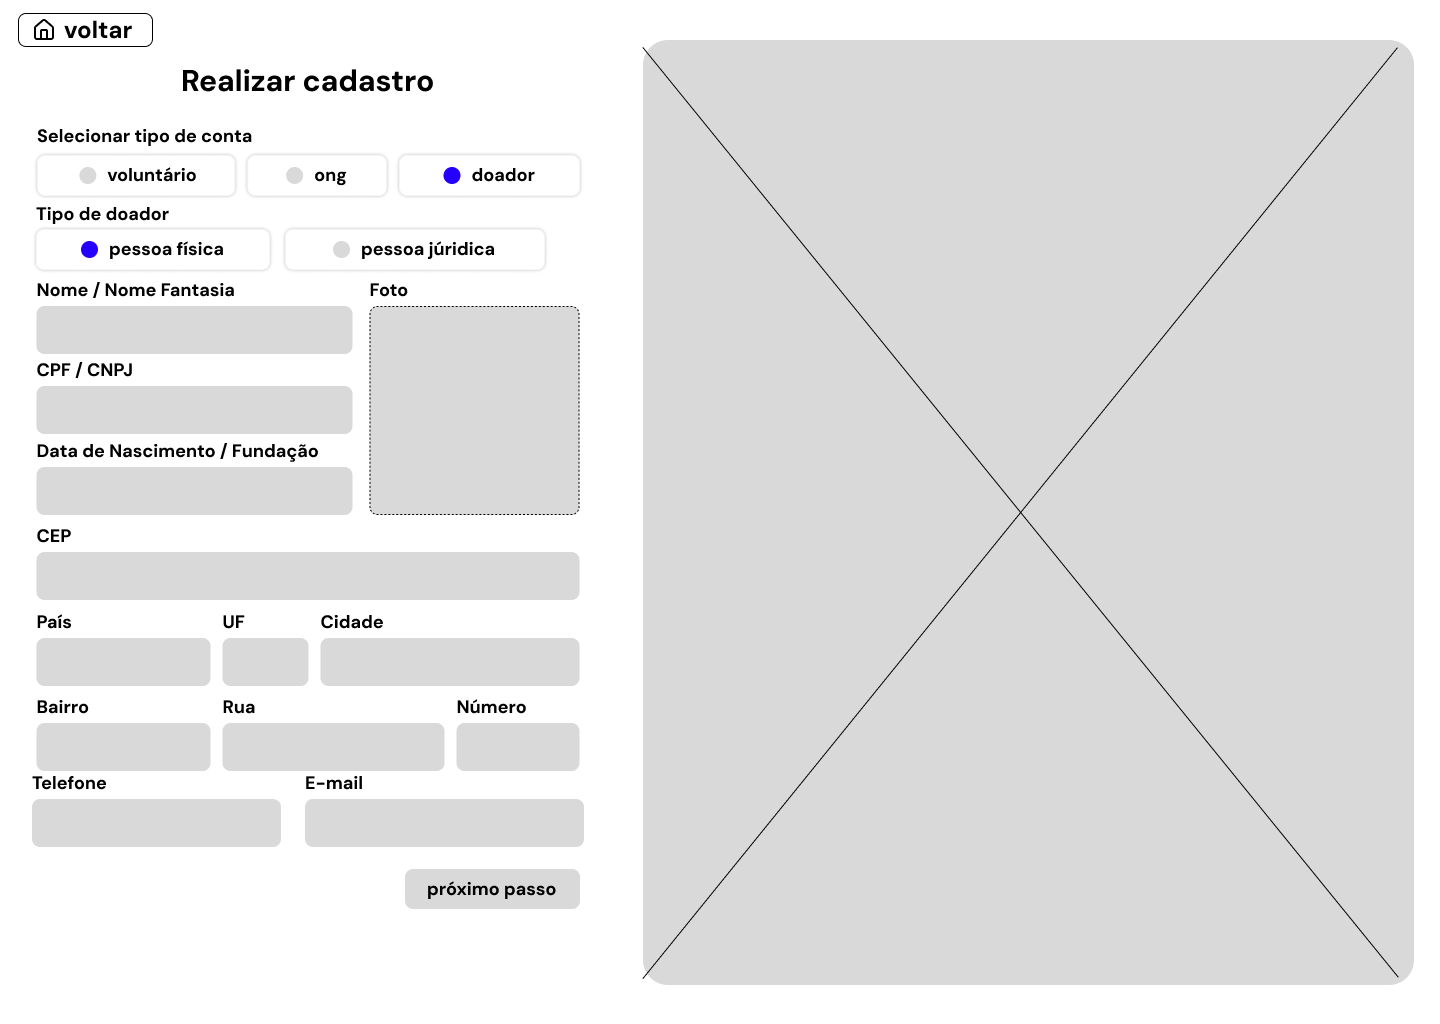 voltar
Realizar cadastro
Selecionar tipo de conta
voluntário ong doador
Tipo de doador
pessoa física pessoa júridica
Nome / Nome Fantasia Foto
CPF / CNPJ
Data de Nascimento / Fundação
CEP
País UF Cidade
Bairro Rua Número
Telefone E-mail
próximo passo